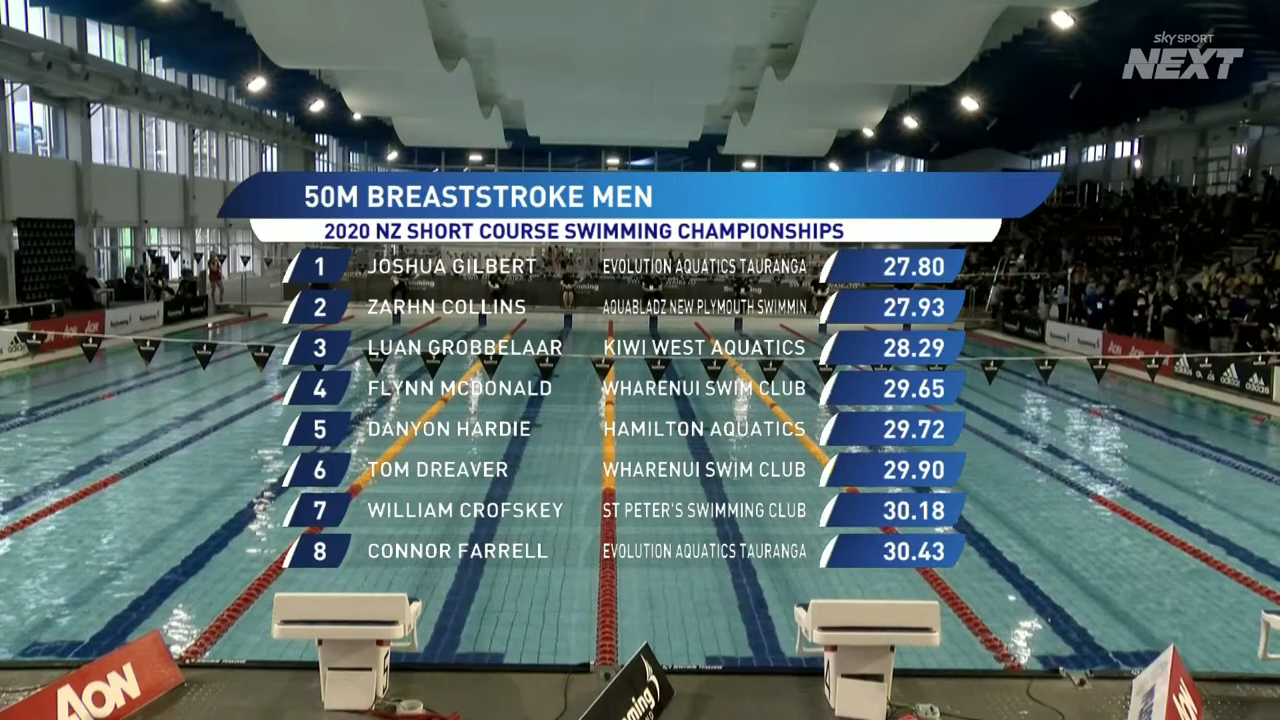 sky SPORT
NEXT
50M BREASTSTROKE MEN
2020 NZ SHORT COURSE SWIMMING CHAMPIONSHIPS
1 JOSHUA GILBERT EVOLUTION AQUATICS TAURANGA 27.80
2 ZARHN COLLINS AQUABLADZ NEW PLYMOUTH SWIMMIN 27.93
3 LUAN GROBBELAAR KIWI WEST AQUATICS 28.29
4 FLYNN MCDONALD WHARENUI SWIM CLUB 29.65
5 DANYON HARDIE HAMILTON AQUATICS 29.72
6 TOM DREAVER WHARENUI SWIM CLUB 29.90
7 WILLIAM CROFSKEY ST PETER'S SWIMMING CLUB 30.18
8 CONNOR FARRELL EVOLUTION AQUATICS TAURANGA 30.43
AON
adidas
AON